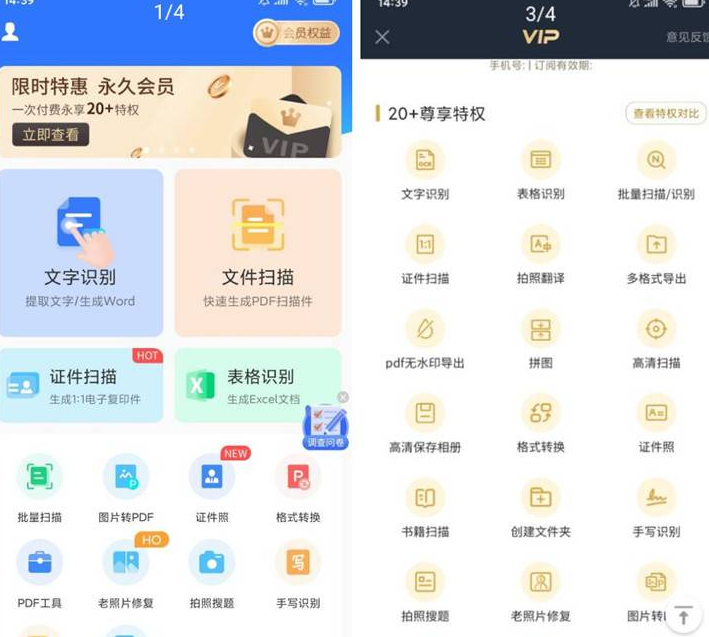 14:39
1/4
会员权益
限时特惠 永久会员
一次付费永享20+特权
立即查看
VIP
文字识别
提取文字/生成Word
文件扫描
快速生成PDF扫描件
HOT
证件扫描
生成1:1电子复印件
表格识别
生成Excel文档
调查问卷
NEW
批量扫描
图片转PDF
证件照
格式转换
HO
PDF工具
老照片修复
拍照搜题
手写识别
14:39
3/4
VIP
意见反馈
手机号: | 订阅有效期:
20+尊享特权
查看特权对比
文字识别
表格识别
批量扫描/识别
证件扫描
拍照翻译
多格式导出
pdf无水印导出
拼图
高清扫描
高清保存相册
格式转换
证件照
书籍扫描
创建文件夹
手写识别
拍照搜题
老照片修复